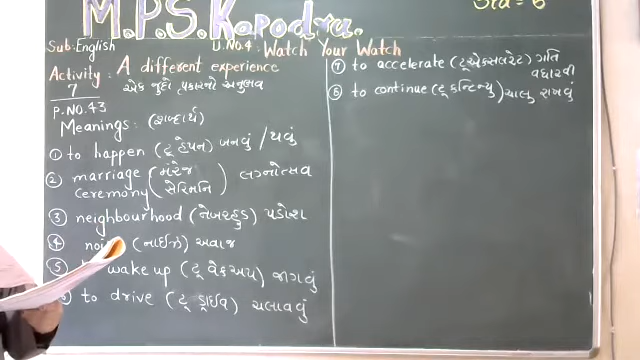 M.P.S. Kapodra.
Std = 6
Sub: English
U.No.4: Watch Your Watch
Activity: A different experience
7
એક જુદો પ્રકારનો અનુભવ
P.NO.43
Meanings: (શબ્દાર્થ)
① to happen (ટૂ હેપન) બનવું / થવું
② marriage (મેરેજ
ceremony સેરિમનિ) લગ્નોત્સવ
③ neighbourhood (નેબરહુડ) પડોશ
④ (નાઈઝ) અવાજ
⑤ wake up (ટૂ વેકઅપ) જાગવું
to drive (ટૂ ડ્રાઈવ) ચલાવવું
⑦ to accelerate (ટૂ એક્સલરેટ) ગતિ
વધારવી
⑧ to continue (ટૂ કન્ટિન્યુ) ચાલુ રાખવું